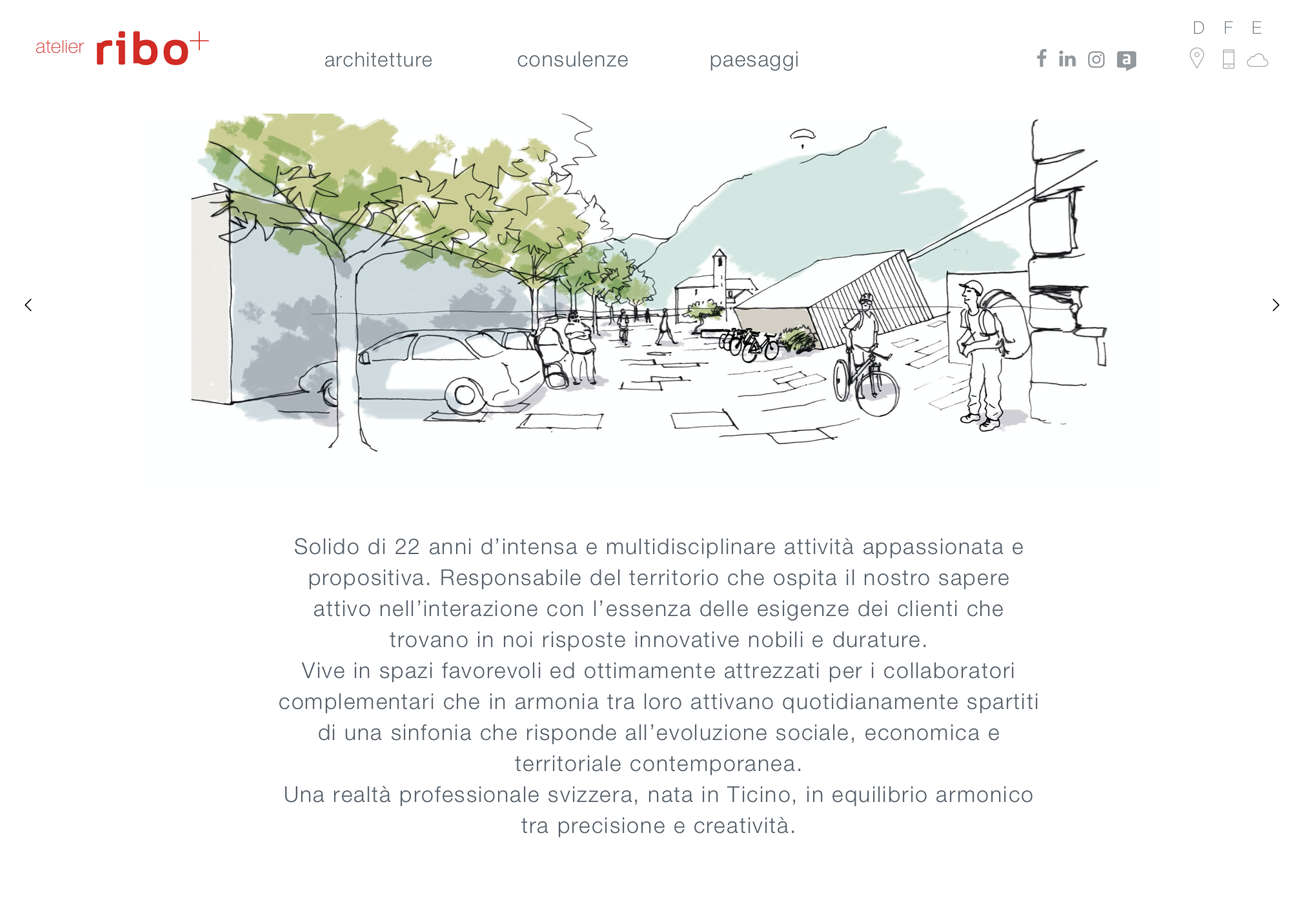 atelier ribo+
architetture
consulenze
paesaggi
D F E
Solido di 22 anni d’intensa e multidisciplinare attività appassionata e
propositiva. Responsabile del territorio che ospita il nostro sapere
attivo nell’interazione con l’essenza delle esigenze dei clienti che
trovano in noi risposte innovative nobili e durature.
Vive in spazi favorevoli ed ottimamente attrezzati per i collaboratori
complementari che in armonia tra loro attivano quotidianamente spartiti
di una sinfonia che risponde all’evoluzione sociale, economica e
territoriale contemporanea.
Una realtà professionale svizzera, nata in Ticino, in equilibrio armonico
tra precisione e creatività.